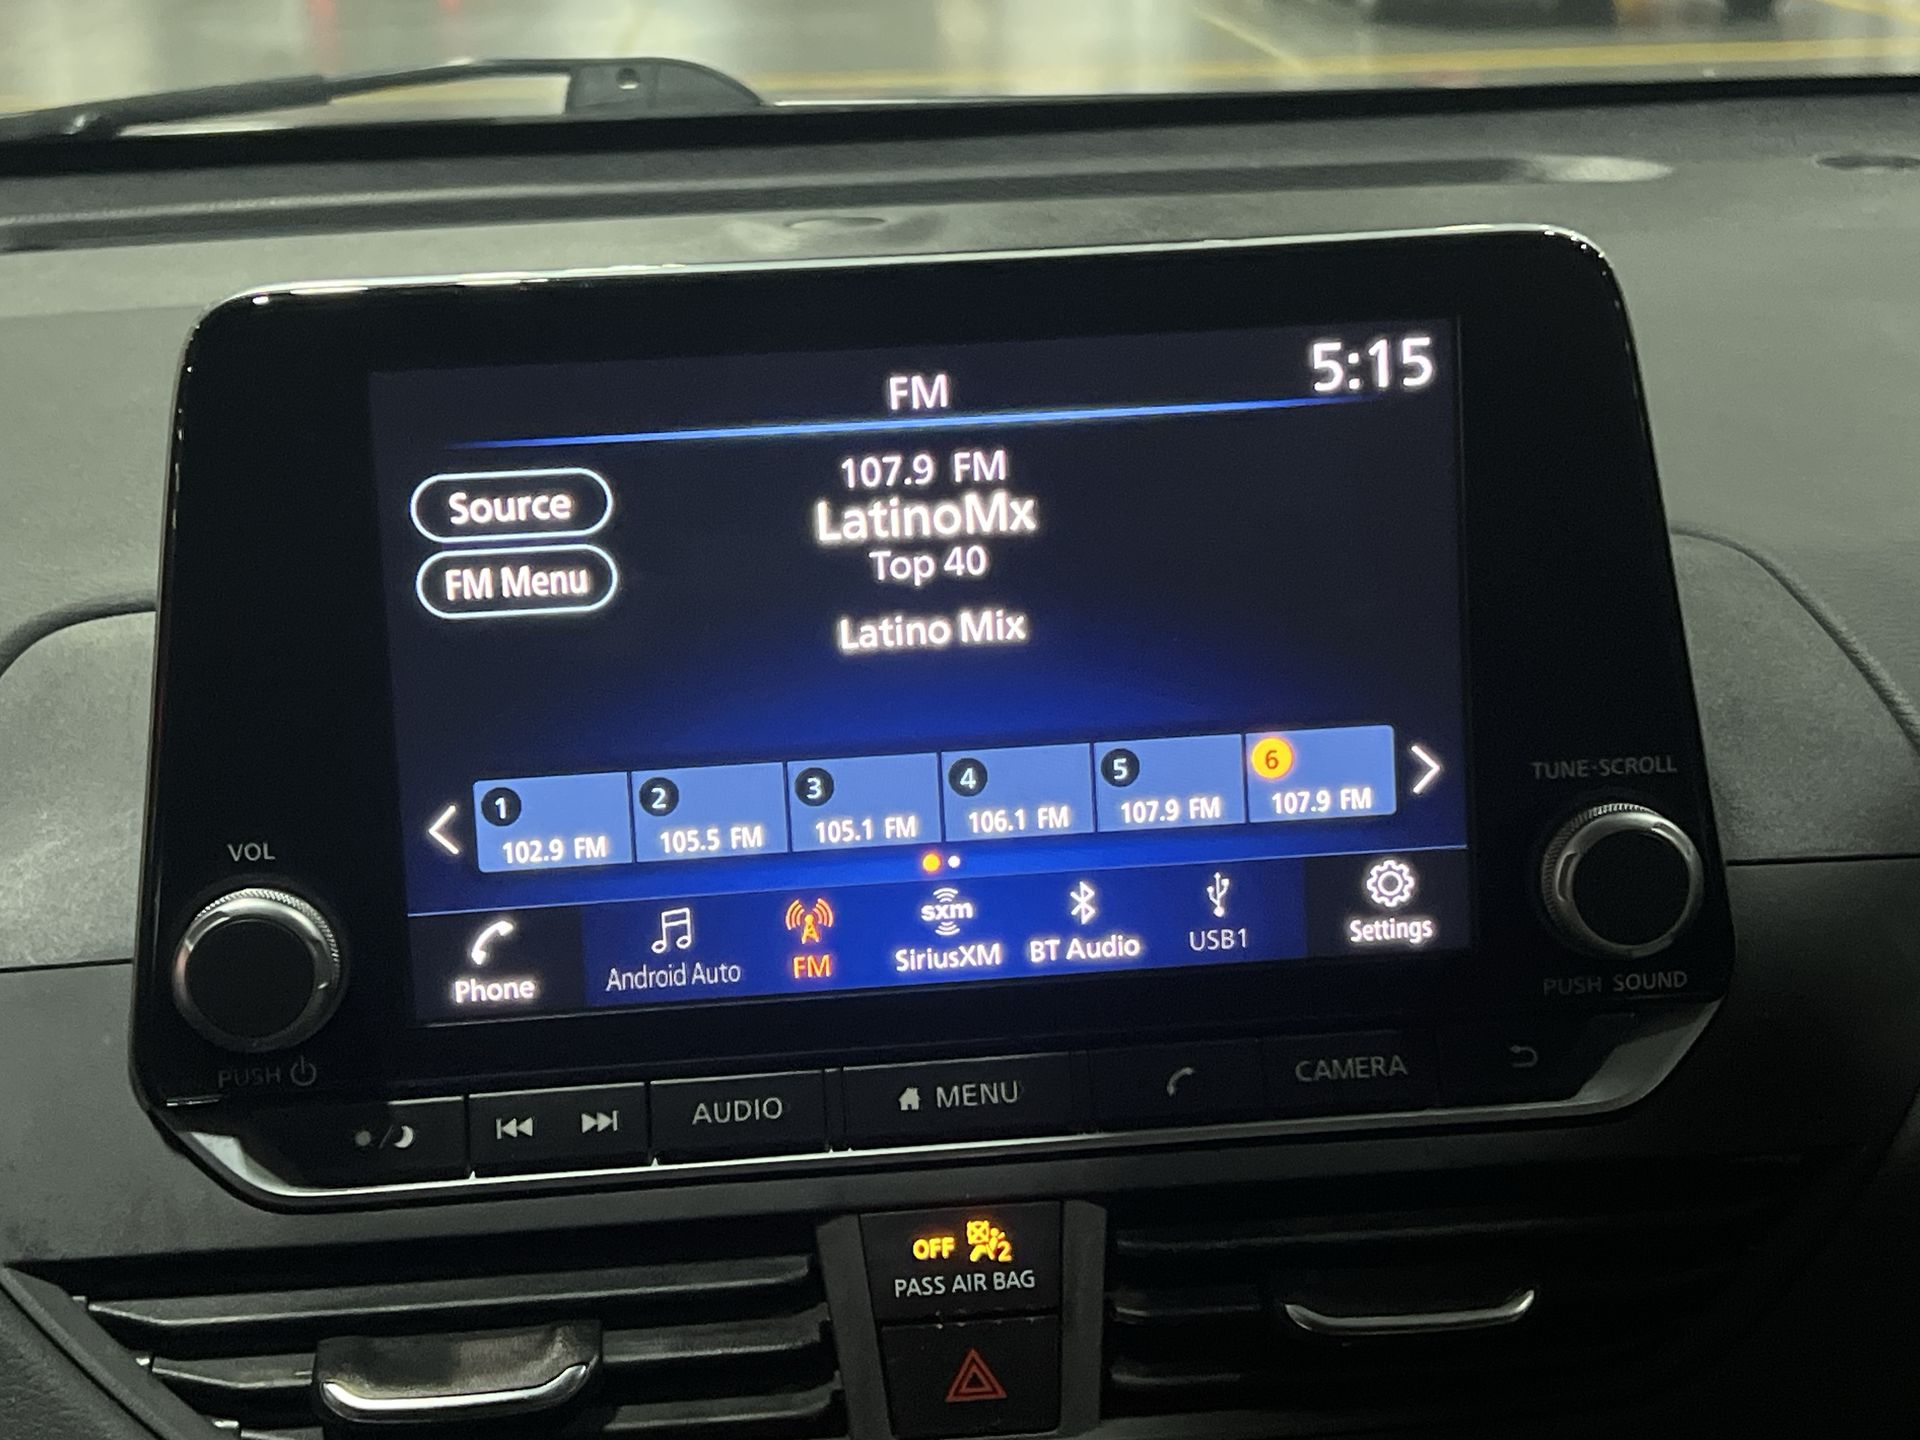 FM
5:15
107.9 FM
LatinoMx
Top 40
Latino Mix
Source
FM Menu
1
102.9 FM
2
105.5 FM
3
105.1 FM
4
106.1 FM
5
107.9 FM
6
107.9 FM
Phone
Android Auto
FM
sxm
SiriusXM
BT Audio
USB1
Settings
VOL
PUSH
TUNE·SCROLL
PUSH SOUND
AUDIO
MENU
CAMERA
OFF 2
PASS AIR BAG